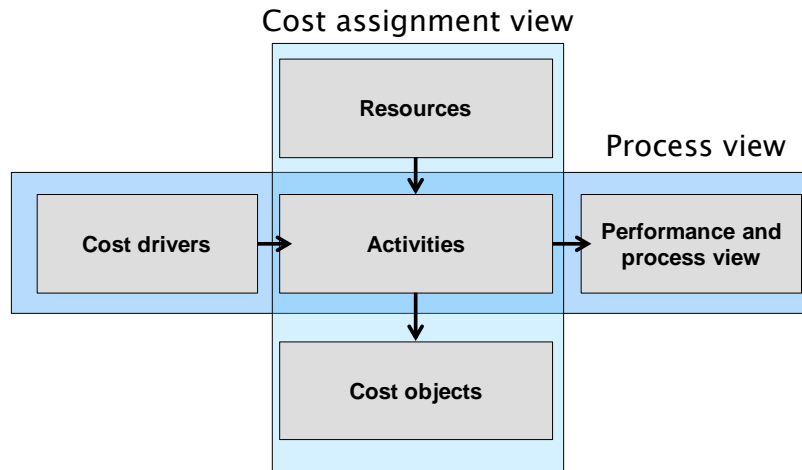 Cost assignment view
Resources
Process view
Cost drivers
Activities
Performance and
process view
Cost objects